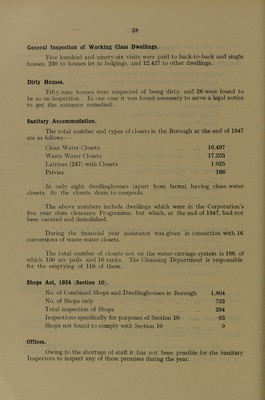 28
General Inspection of Working Class Dwellings.
Five hundred and ninety-six visits were paid to back-to-back and single
houses, 230 to houses let in lodgings, and 12,427 to other dwellings.
Dirty Houses.
Fifty nine houses were suspected of being dirty, and 26 were found to
be so on inspection. In one case it was found necessary to serve a legal notice
to get the nuisance remedied.
Sanitary Accommodation.
The total number and types of closets in the Borough at the end of 1947
are as follows:—
Clean Water Closets 16,497
Waste Water Closets 17,253
Latrines (247) with Closets 1,025
Privies 166
In only eight dwellinghouses (apart from farms) having clean water
closets, do the closets drain to cesspools.
The above numbers include dwellings which were in the Corporation's
five year slum clearance Programme, but which, at the end of 1947, had not
been vacated and demolished.
During the financial year assistance was given in connection with 16
conversions of waste-water closets.
The total number of closets not on the water-carriage system is 166, of
which 150 are pails and 16 tanks. The Cleansing Department is responsible
for the emptying of 116 of these.
Shops Act, 1934 (Section 10).
No. of Combined Shops and Dwellinghouses in Borough 1,804
No. of Shops only 753
Total inspection of Shops 394
Inspections specifically for purposes of Section 10 63
Shops not found to comply with Section 10 9
Offices.
Owing to the shortage of staff it has not been possible for the Sanitary
Inspectors to inspect any of these premises during the year.